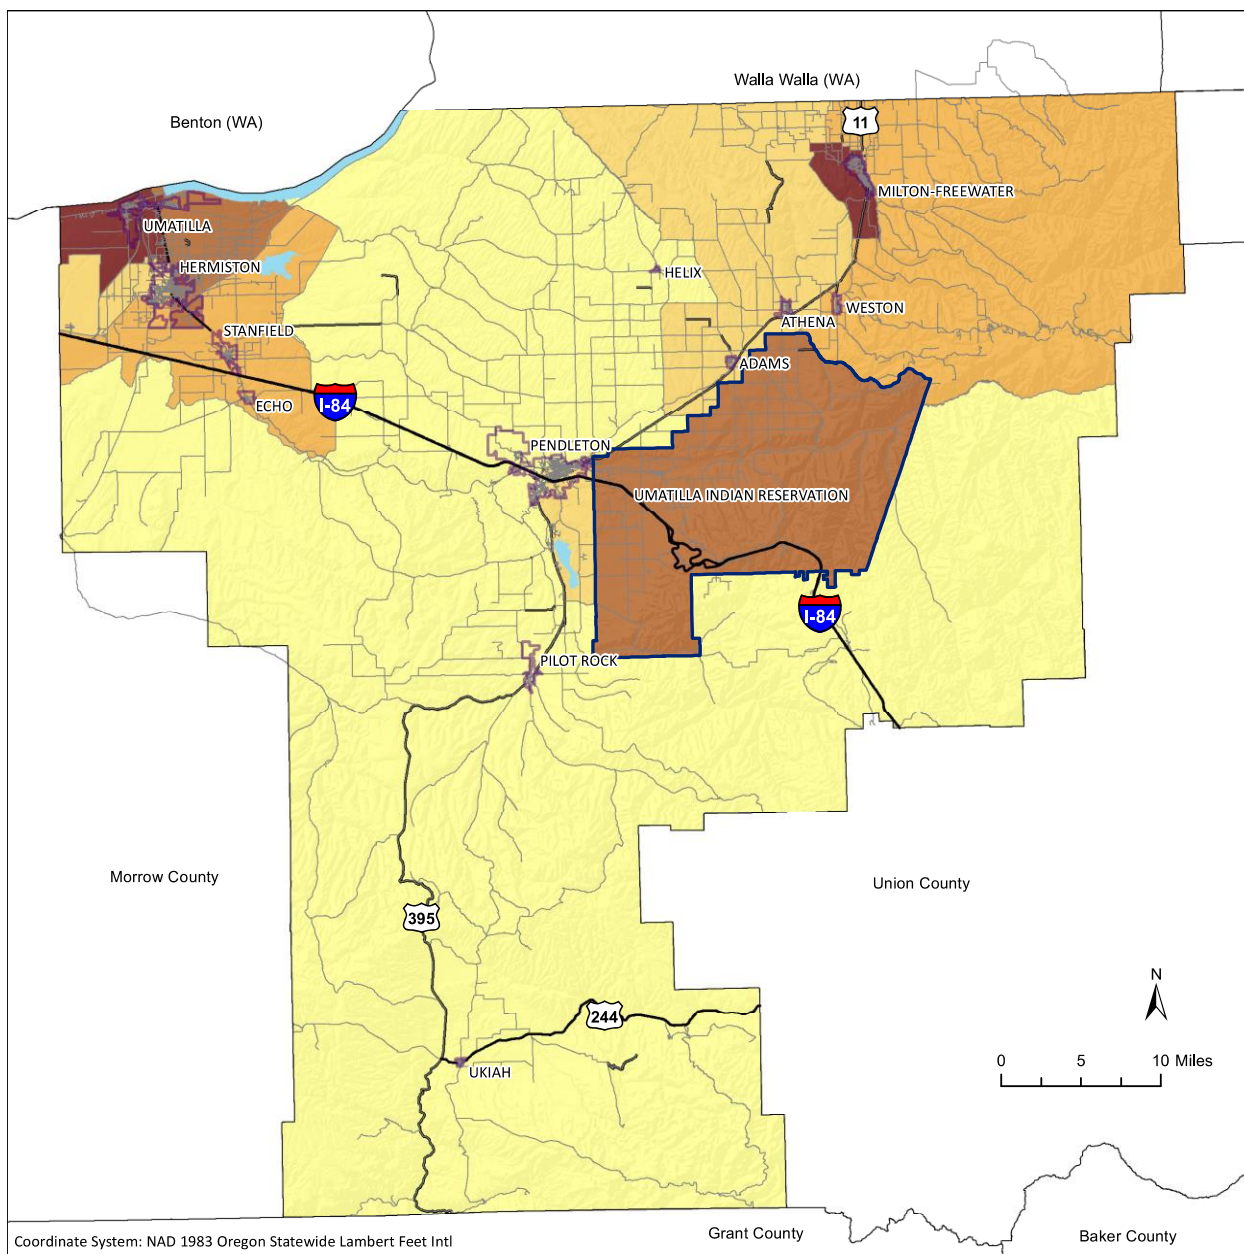 Walla Walla (WA)
Benton (WA)
11
MILTON-FREEWATER
UMATILLA
HERMISTON
HELIX
WESTON
ATHENA
STANFIELD
ADAMS
ECHO
I-84
PENDLETON
UMATILLA INDIAN RESERVATION
I-84
PILOT ROCK
Morrow County
Union County
395
N
244
0 5 10 Miles
UKIAH
Grant County
Baker County
Coordinate System: NAD 1983 Oregon Statewide Lambert Feet Intl